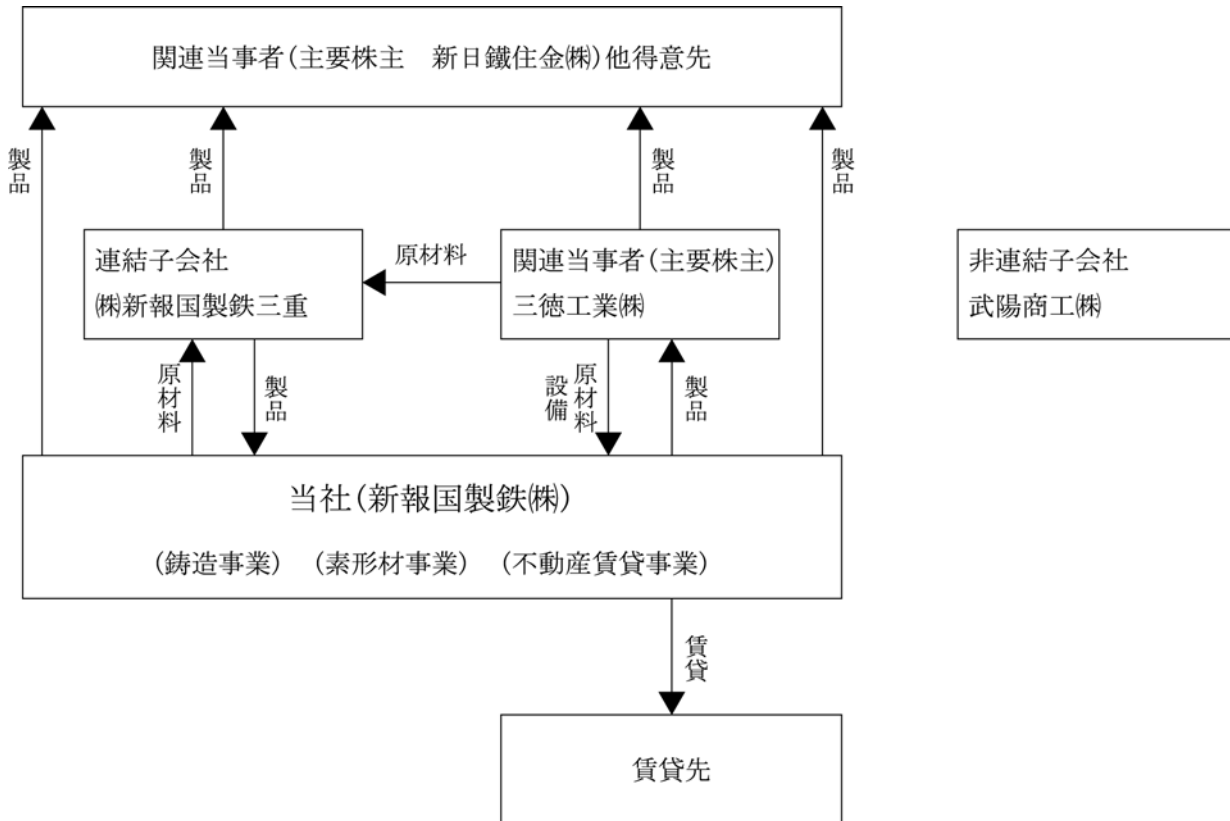 関連当事者(主要株主　新日鐵住金㈱)他得意先
製品
製品
製品
製品
連結子会社
㈱新報国製鉄三重
原材料
関連当事者(主要株主)
三徳工業㈱
非連結子会社
武陽商工㈱
原材料
製品
設備
原材料
製品
当社(新報国製鉄㈱)
(鋳造事業)　(素形材事業)　(不動産賃貸事業)
賃貸
賃貸先